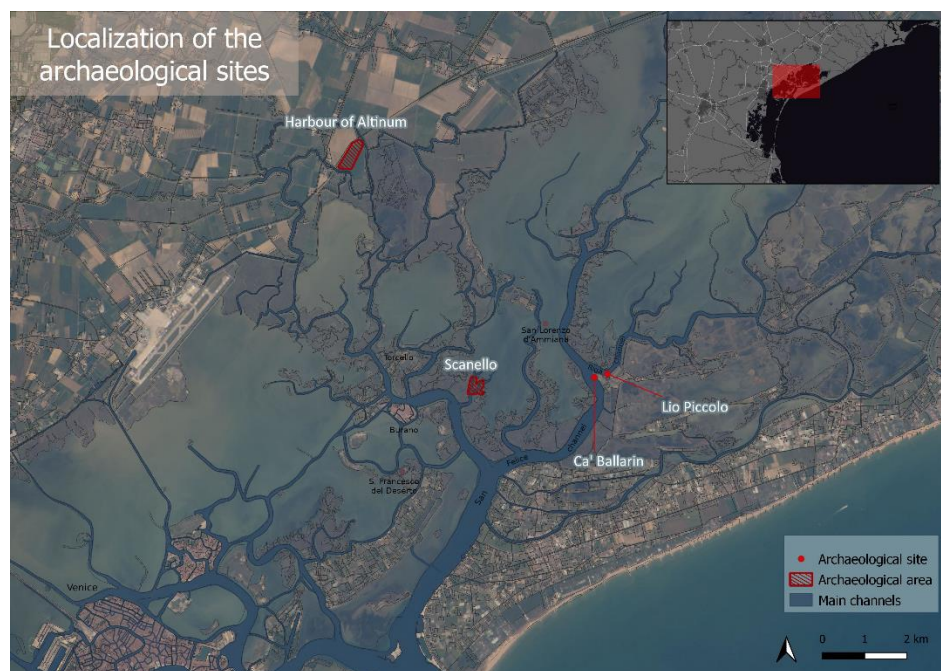 Localization of the
archaeological sites
Harbour of Altinum
San Lorenzo
d'Ammiana
Torcello
Scanello
Lio Piccolo
Burano
Ca' Ballarin
Felice
channel
S. Francesco
del Deserto
San
Venice
Archaeological site
Archaeological area
Main channels
0 1 2 km